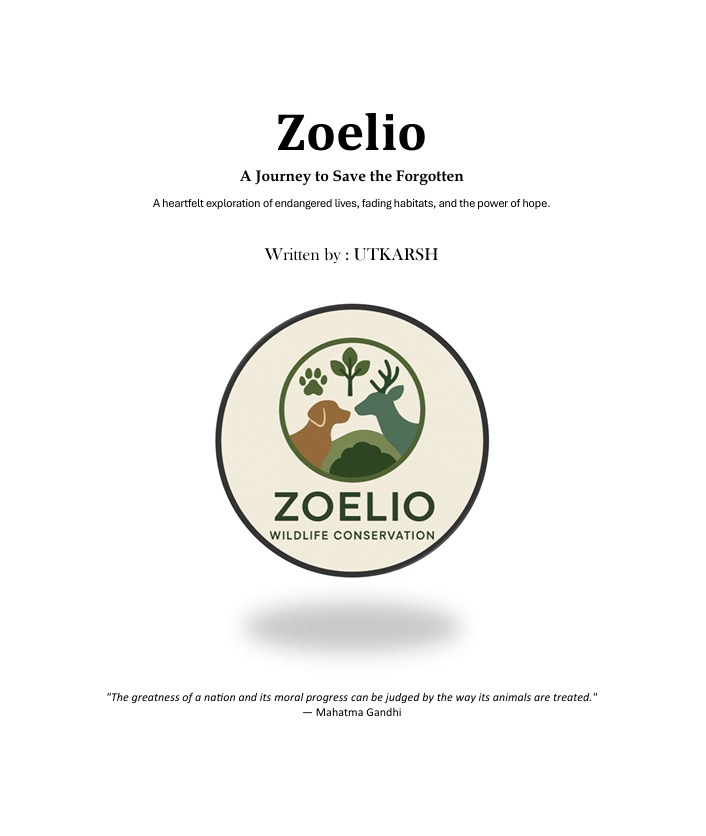 Zoelio
A Journey to Save the Forgotten
A heartfelt exploration of endangered lives, fading habitats, and the power of hope.
Written by : UTKARSH
ZOELIO
WILDLIFE CONSERVATION
"The greatness of a nation and its moral progress can be judged by the way its animals are treated."
— Mahatma Gandhi